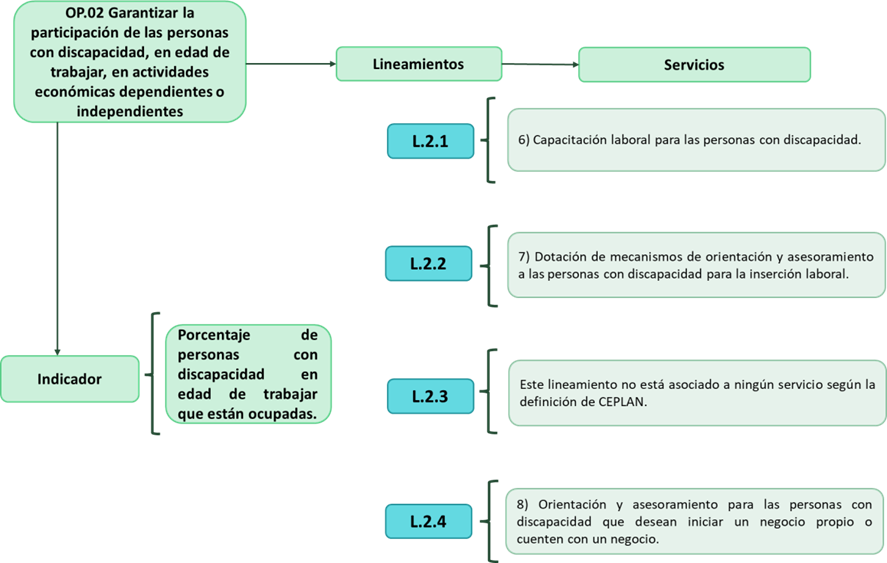 OP.02 Garantizar la
participación de las personas
con discapacidad, en edad de
trabajar, en actividades
económicas dependientes o
independientes
Lineamientos
Servicios
L.2.1
6) Capacitación laboral para las personas con discapacidad.
L.2.2
7) Dotación de mecanismos de orientación y asesoramiento
a las personas con discapacidad para la inserción laboral.
Indicador
Porcentaje de
personas con
discapacidad en
edad de trabajar
que están ocupadas.
L.2.3
Este lineamiento no está asociado a ningún servicio según la
definición de CEPLAN.
L.2.4
8) Orientación y asesoramiento para las personas con
discapacidad que desean iniciar un negocio propio o
cuenten con un negocio.